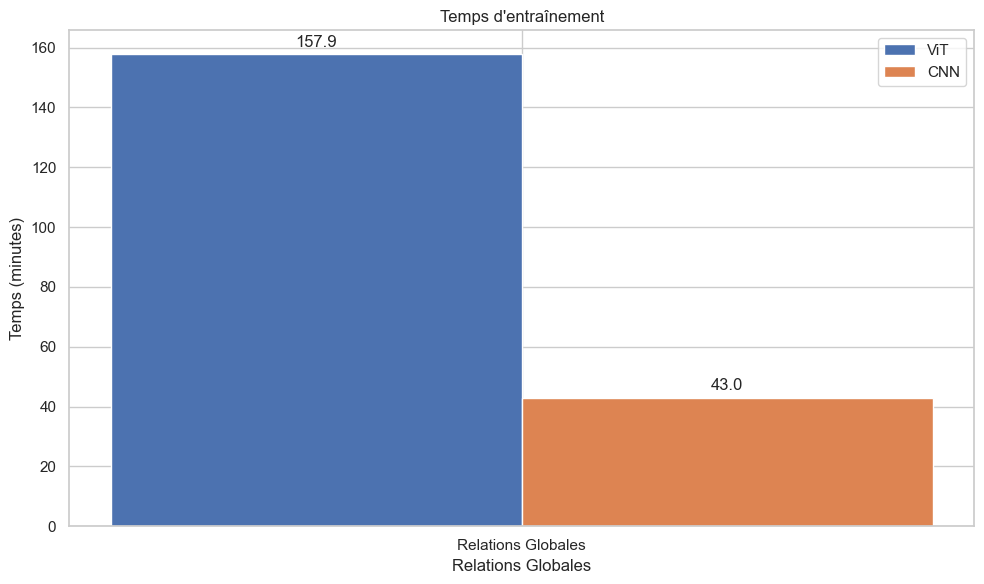 Temps d'entraînement
157.9
ViT
CNN
43.0
Temps (minutes)
160
140
120
100
80
60
40
20
0
Relations Globales
Relations Globales